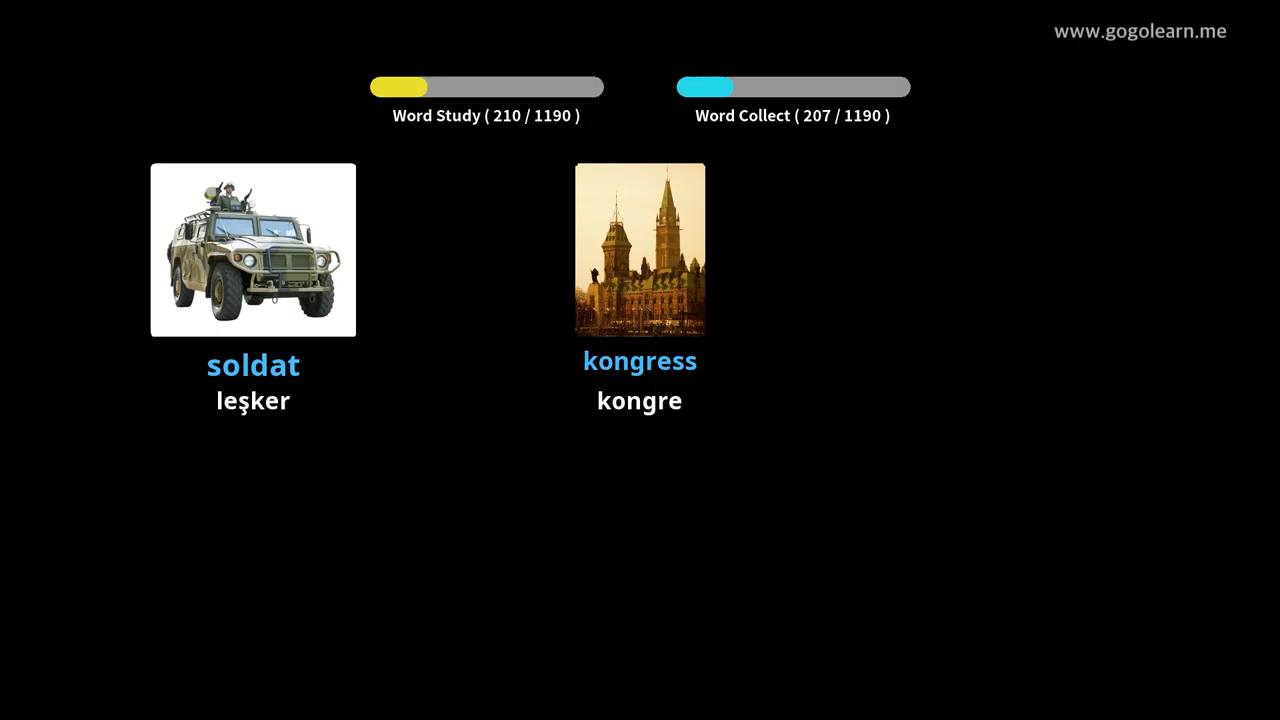 www.gogolearn.me
Word Study ( 210 / 1190 )
Word Collect ( 207 / 1190 )
soldat
leşker
kongress
kongre